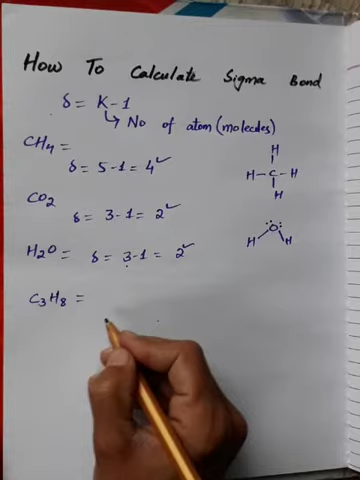 How To Calculate Sigma Bond
δ = K-1
↳ No of atom (molecules)
CH4 =
δ = 5-1 = 4✓
H
H-C-H
H
CO2
δ = 3-1 = 2✓
H2O = δ = 3-1 = 2✓
:O:
H H
C3H8 =